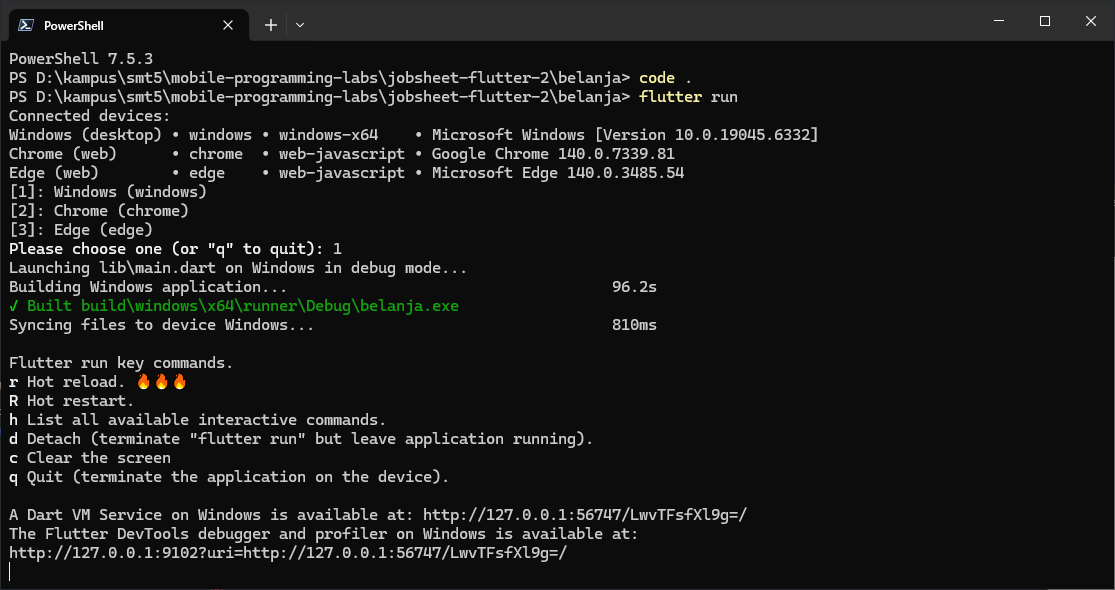 PowerShell
PowerShell 7.5.3
PS D:\kampus\smt5\mobile-programming-labs\jobsheet-flutter-2\belanja> code .
PS D:\kampus\smt5\mobile-programming-labs\jobsheet-flutter-2\belanja> flutter run
Connected devices:
Windows (desktop) • windows • windows-x64    • Microsoft Windows [Version 10.0.19045.6332]
Chrome (web)      • chrome  • web-javascript • Google Chrome 140.0.7339.81
Edge (web)        • edge    • web-javascript • Microsoft Edge 140.0.3485.54
[1]: Windows (windows)
[2]: Chrome (chrome)
[3]: Edge (edge)
Please choose one (or "q" to quit): 1
Launching lib\main.dart on Windows in debug mode...
Building Windows application...                                    96.2s
√ Built build\windows\x64\runner\Debug\belanja.exe
Syncing files to device Windows...                                 810ms
Flutter run key commands.
r Hot reload. 🔥🔥🔥
R Hot restart.
h List all available interactive commands.
d Detach (terminate "flutter run" but leave application running).
c Clear the screen
q Quit (terminate the application on the device).
A Dart VM Service on Windows is available at: http://127.0.0.1:56747/LwvTFsfXl9g=/
The Flutter DevTools debugger and profiler on Windows is available at:
http://127.0.0.1:9102?uri=http://127.0.0.1:56747/LwvTFsfXl9g=/